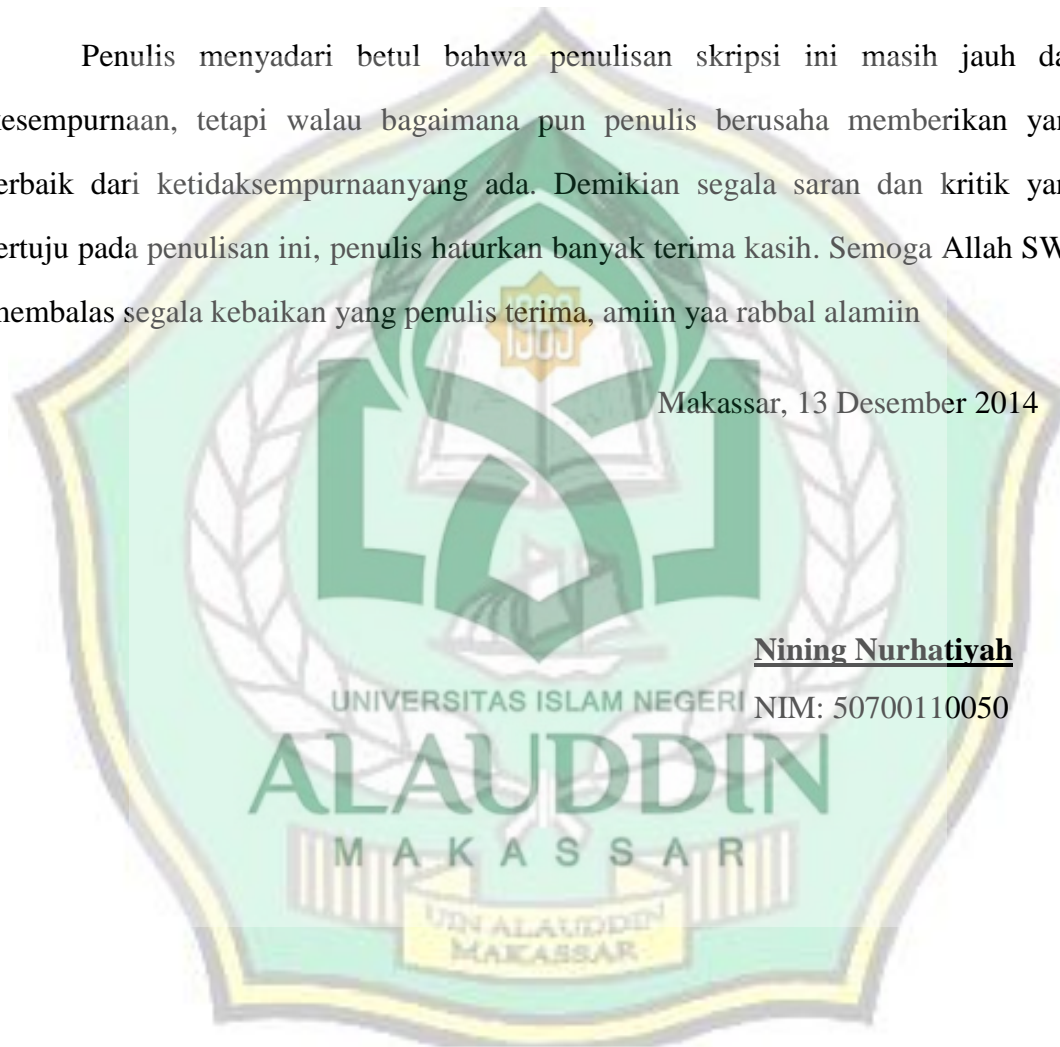 Penulis menyadari betul bahwa penulisan skripsi ini masih jauh da
kesempurnaan, tetapi walau bagaimana pun penulis berusaha memberikan yan
erbaik dari ketidaksempurnaanyang ada. Demikian segala saran dan kritik yan
ertuju pada penulisan ini, penulis haturkan banyak terima kasih. Semoga Allah SW
membalas segala kebaikan yang penulis terima, amiin yaa rabbal alamiin
1965
Makassar, 13 Desember 2014
Nining Nurhatiyah
NIM: 50700110050
UNIVERSITAS ISLAM NEGERI
ALAUDDIN
MAKASSAR
UIN ALAUDDIN
MAKASSAR